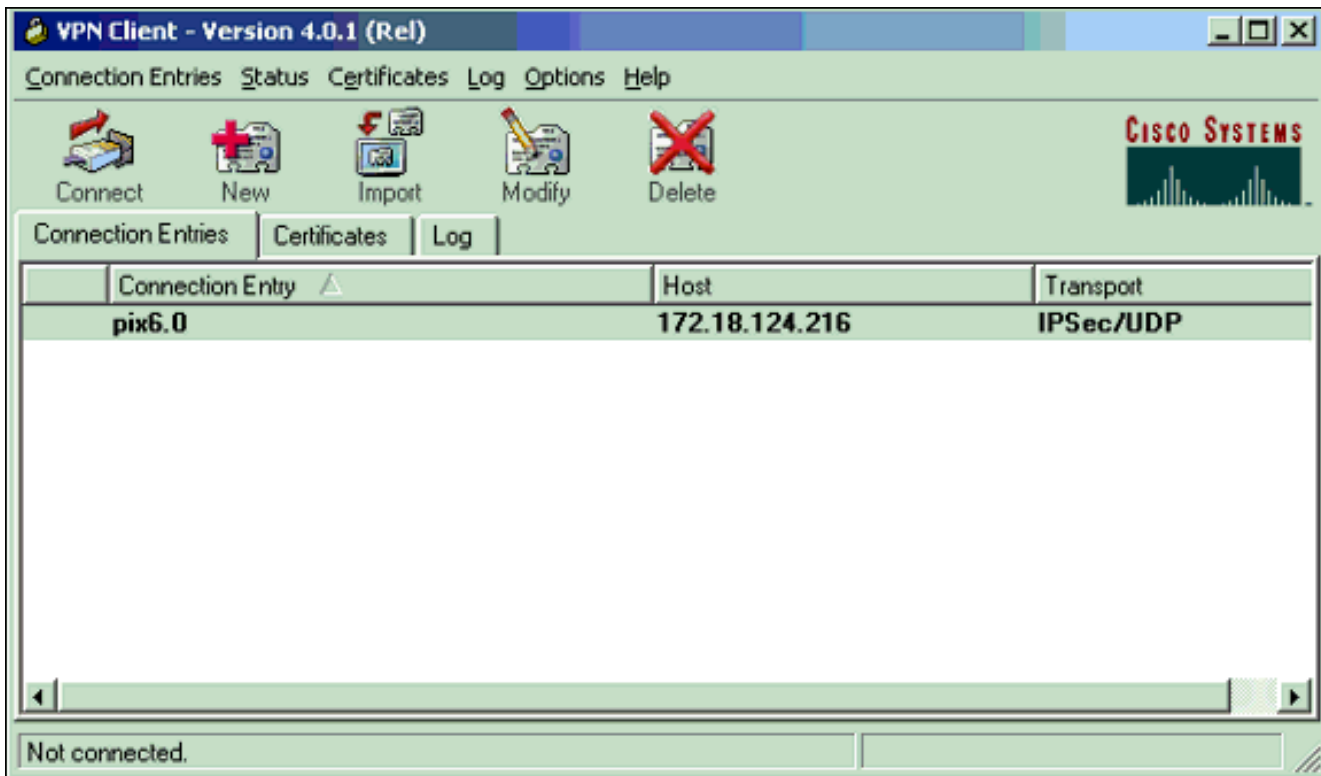 VPN Client - Version 4.0.1 (Rel)
Connection Entries Status Certificates Log Options Help
Connect New Import Modify Delete
CISCO SYSTEMS
Connection Entries Certificates Log
Connection Entry Host Transport
pix6.0 172.18.124.216 IPSec/UDP
Not connected.